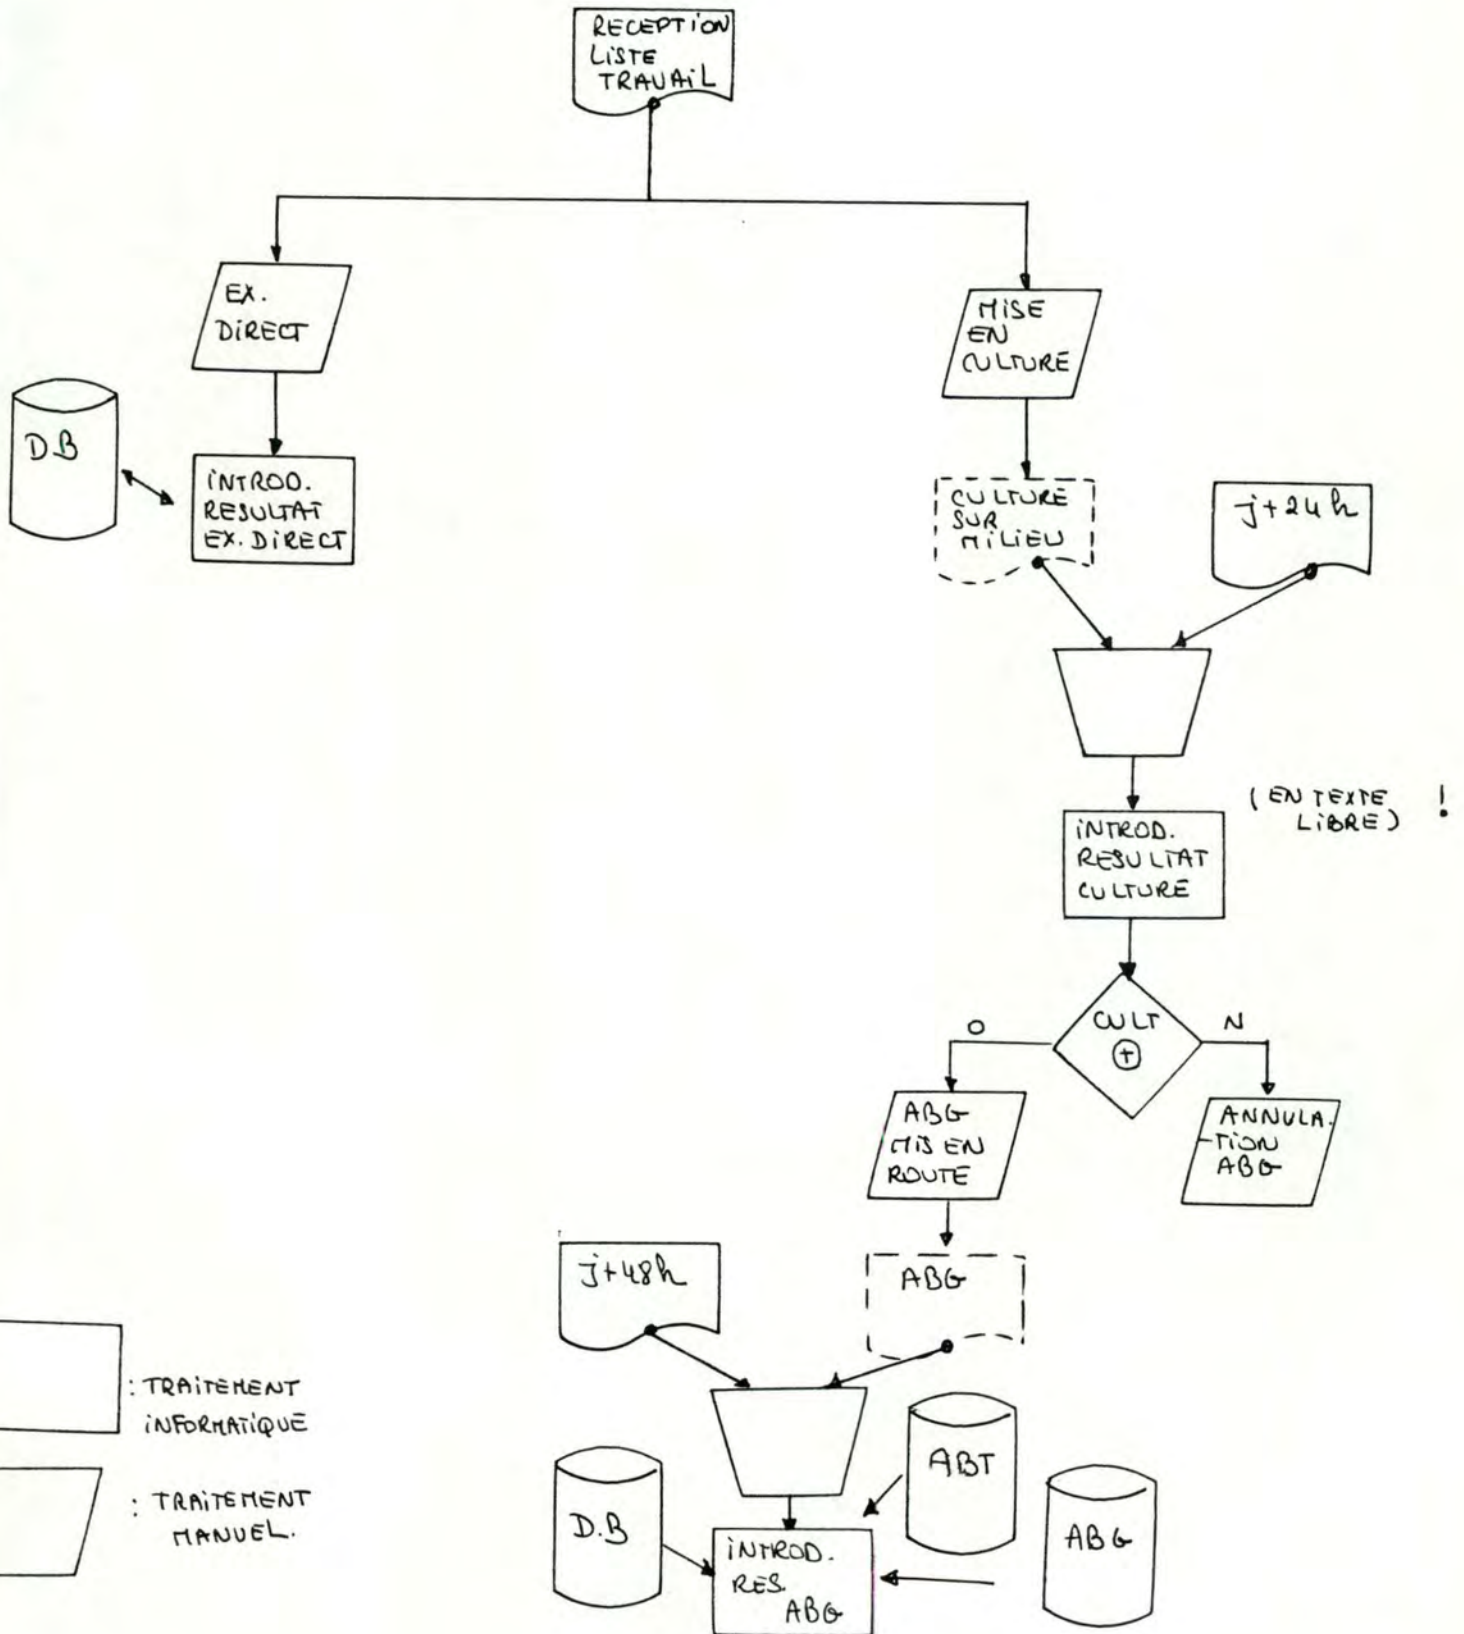 RECEPTION
LISTE
TRAVAIL
EX.
DIRECT
MISE
EN
CULTURE
DB
INTROD.
RESULTAT
EX. DIRECT
CULTURE
SUR
MILIEU
j+24h
(EN TEXTE
LIBRE) !
INTROD.
RESULTAT
CULTURE
CULT
+
O
N
ABG
MIS EN
ROUTE
ANNULA.
-TION
ABG
j+48h
ABG
: TRAITEMENT
INFORMATIQUE
: TRAITEMENT
MANUEL.
D.B
ABT
ABG
INTROD.
RES.
ABG